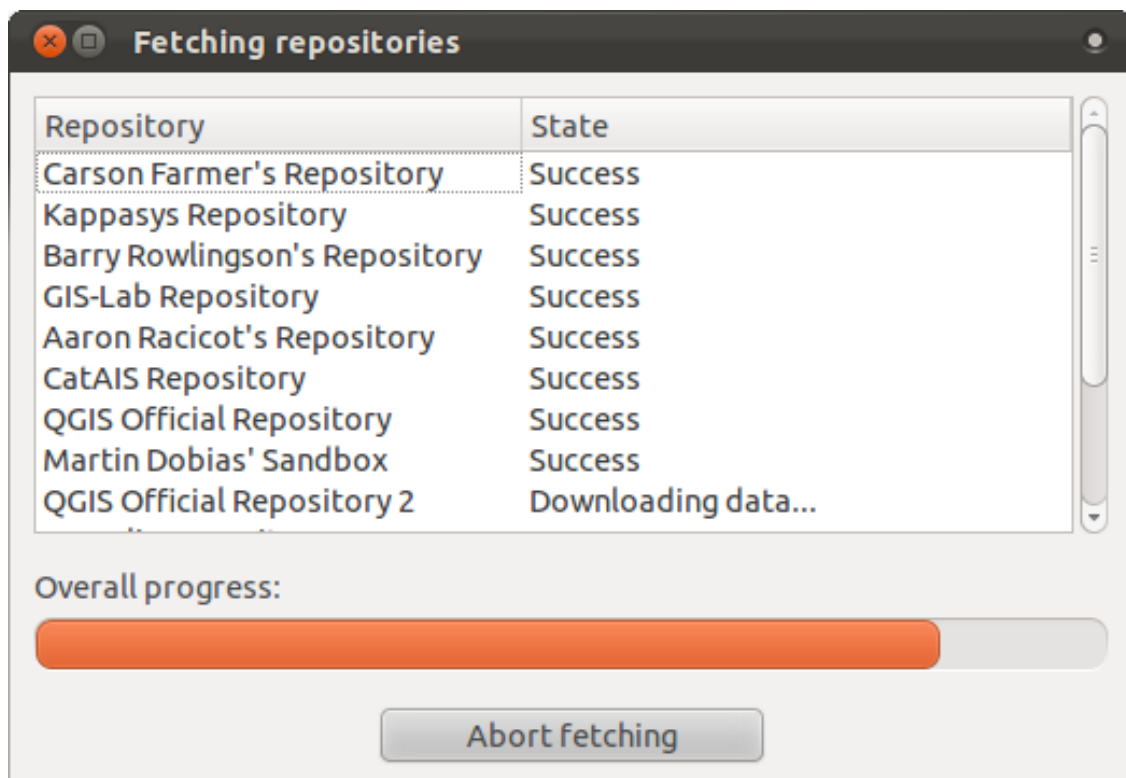 Fetching repositories
Repository State
Carson Farmer's Repository Success
Kappasys Repository Success
Barry Rowlingson's Repository Success
GIS-Lab Repository Success
Aaron Racicot's Repository Success
CatAIS Repository Success
QGIS Official Repository Success
Martin Dobias' Sandbox Success
QGIS Official Repository 2 Downloading data...
Overall progress:
Abort fetching